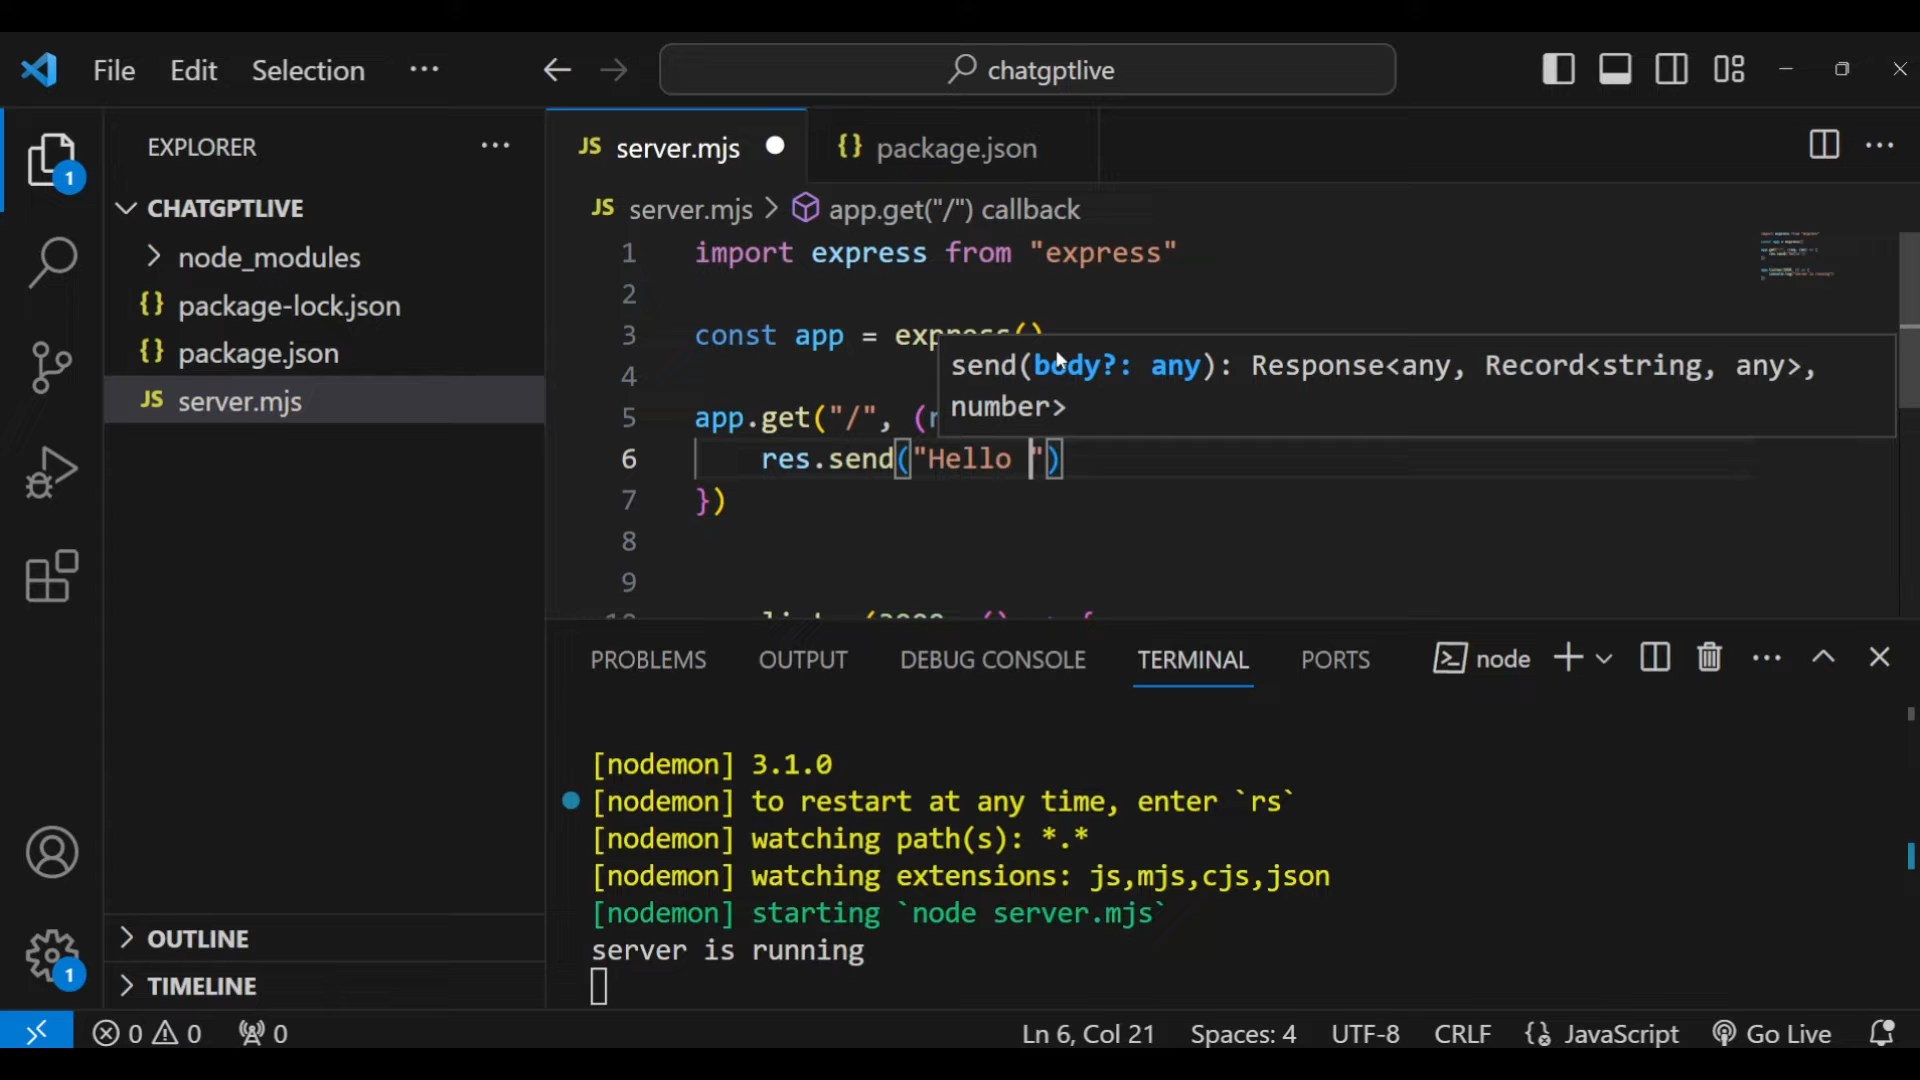 File Edit Selection ··· chatgptlive
EXPLORER ···
1
CHATGPTLIVE
node_modules
{} package-lock.json
{} package.json
JS server.mjs
OUTLINE
TIMELINE
1
JS server.mjs {} package.json ···
JS server.mjs > app.get("/") callback
1 import express from "express"
2
3 const app = express()
4
send(body?: any): Response<any, Record<string, any>,
number>
5 app.get("/", (
6 res.send("Hello ")
7 })
8
9
PROBLEMS OUTPUT DEBUG CONSOLE TERMINAL PORTS node ···
[nodemon] 3.1.0
[nodemon] to restart at any time, enter `rs`
[nodemon] watching path(s): *.*
[nodemon] watching extensions: js,mjs,cjs,json
[nodemon] starting `node server.mjs`
server is running
0 0 0 Ln 6, Col 21 Spaces: 4 UTF-8 CRLF {} JavaScript Go Live